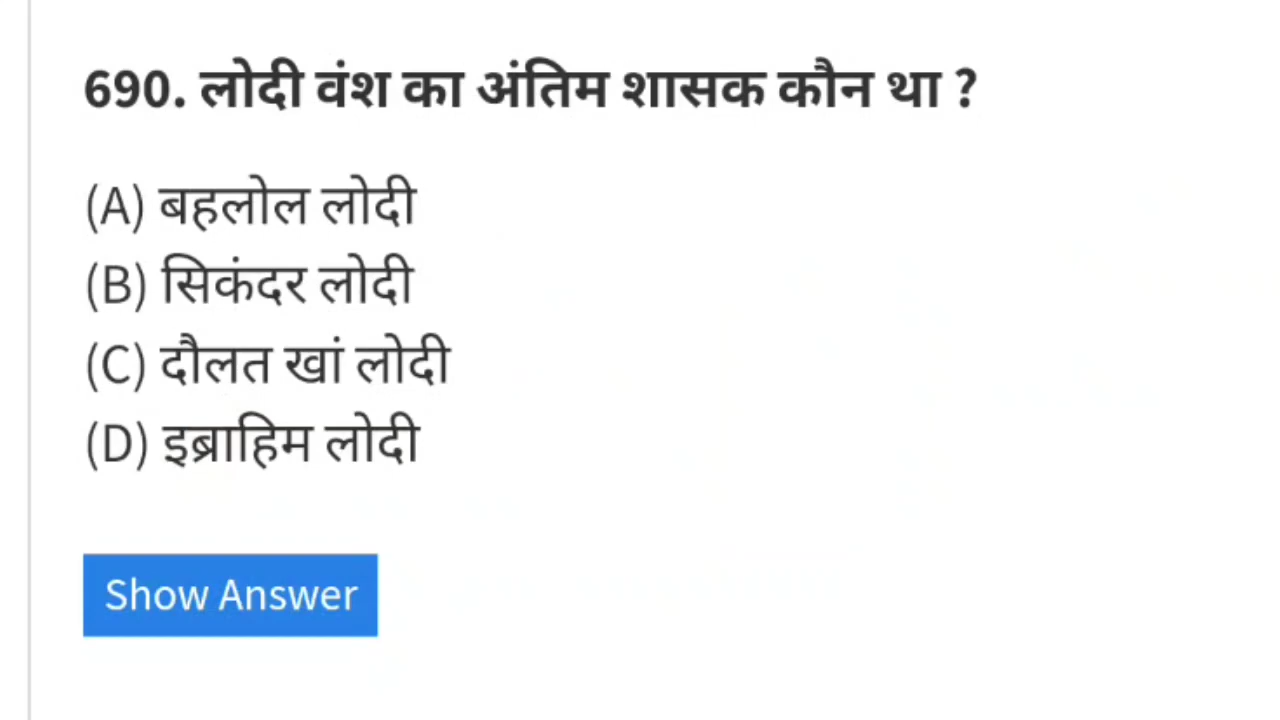 690. लोदी वंश का अंतिम शासक कौन था ?
(A) बहलोल लोदी
(B) सिकंदर लोदी
(C) दौलत खां लोदी
(D) इब्राहिम लोदी
Show Answer